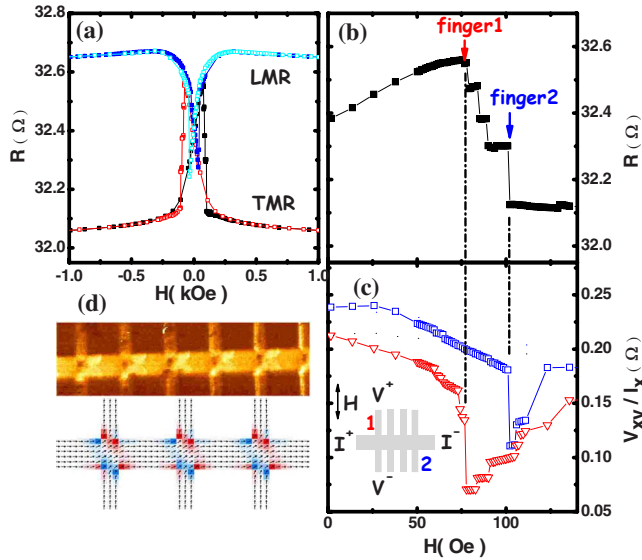 (a)
LMR
TMR
R(Ω)
32.8
32.6
32.4
32.2
32.0
-1.0 -0.5 0.0 0.5 1.0
H( kOe)
(b)
finger1
finger2
32.6
32.4
32.2
32.0
R(Ω)
(d)
(c)
H
V+
1
I+ I-
2
V-
0.25
0.20
0.15
0.10
0.05
V_xy / I_x (Ω)
0 50 100
H( Oe)